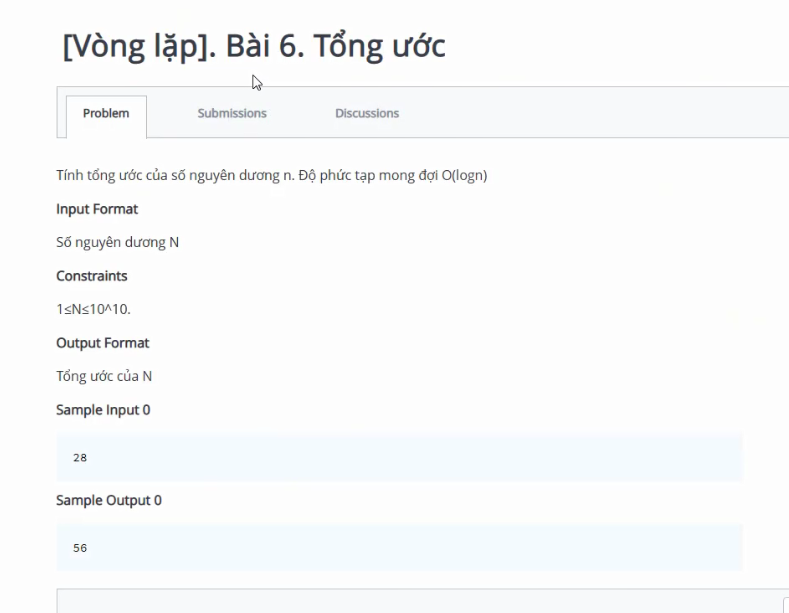 [Vòng lặp]. Bài 6. Tổng ước
Problem Submissions Discussions
Tính tổng ước của số nguyên dương n. Độ phức tạp mong đợi O(logn)
Input Format
Số nguyên dương N
Constraints
1≤N≤10^10.
Output Format
Tổng ước của N
Sample Input 0
28
Sample Output 0
56